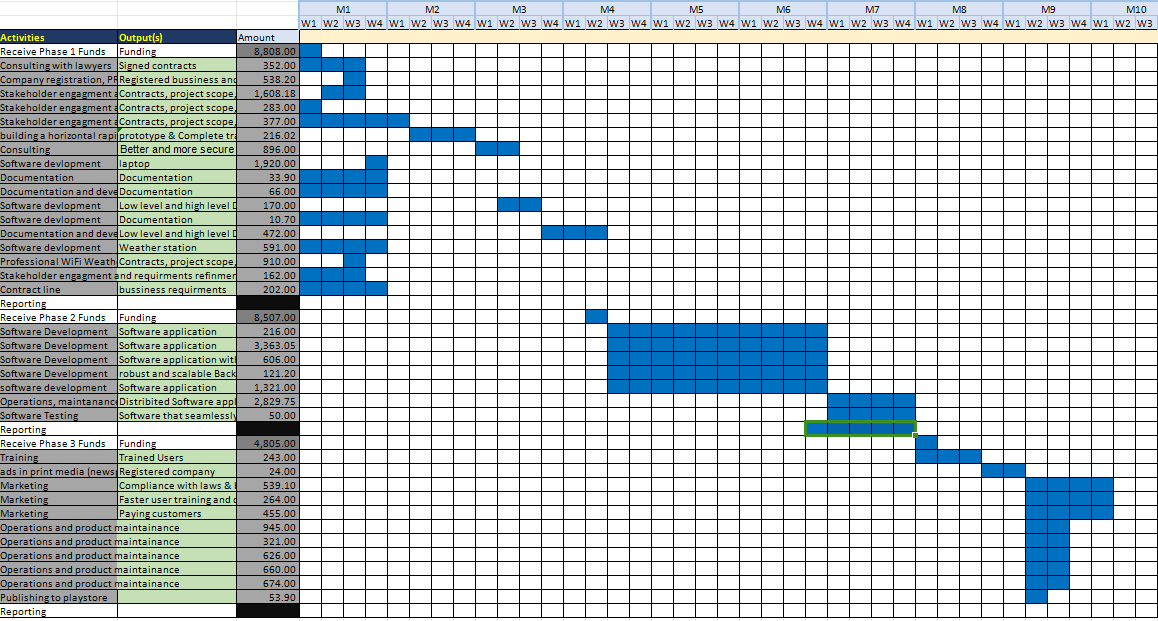 M1 M2 M3 M4 M5 M6 M7 M8 M9 M10
W1 W2 W3 W4 W1 W2 W3 W4 W1 W2 W3 W4 W1 W2 W3 W4 W1 W2 W3 W4 W1 W2 W3 W4 W1 W2 W3 W4 W1 W2 W3 W4 W1 W2 W3 W4 W1 W2 W3
Activities Output(s) Amount
Receive Phase 1 Funds Funding 8,808.00
Consulting with lawyers Signed contracts 352.00
Company registration, PR Registered bussiness and 538.20
Stakeholder engagment a Contracts, project scope, 1,608.18
Stakeholder engagment a Contracts, project scope, 283.00
Stakeholder engagment a Contracts, project scope, 377.00
building a horizontal rapi prototype & Complete tra 216.02
Consulting Better and more secure 896.00
Software devlopment laptop 1,920.00
Documentation Documentation 33.90
Documentation and deve Documentation 66.00
Software devlopment Low level and high level D 170.00
Software devlopment Documentation 10.70
Documentation and deve Low level and high level D 472.00
Software devlopment Weather station 591.00
Professional WiFi Weath Contracts, project scope, 910.00
Stakeholder engagment and requirments refinmer 162.00
Contract line bussiness requirments 202.00
Reporting
Receive Phase 2 Funds Funding 8,507.00
Software Development Software application 216.00
Software Development Software application 3,363.05
Software Development Software application wit 606.00
Software Development robust and scalable Back 121.20
software development Software application 1,321.00
Operations, maintanance Distribited Software appl 2,829.75
Software Testing Software that seamlessly 50.00
Reporting
Receive Phase 3 Funds Funding 4,805.00
Training Trained Users 243.00
ads in print media (news Registered company 24.00
Marketing Compliance with laws & 539.10
Marketing Faster user training and 264.00
Marketing Paying customers 455.00
Operations and product maintainance 945.00
Operations and product maintainance 321.00
Operations and product maintainance 626.00
Operations and product maintainance 660.00
Operations and product maintainance 674.00
Publishing to playstore 53.90
Reporting